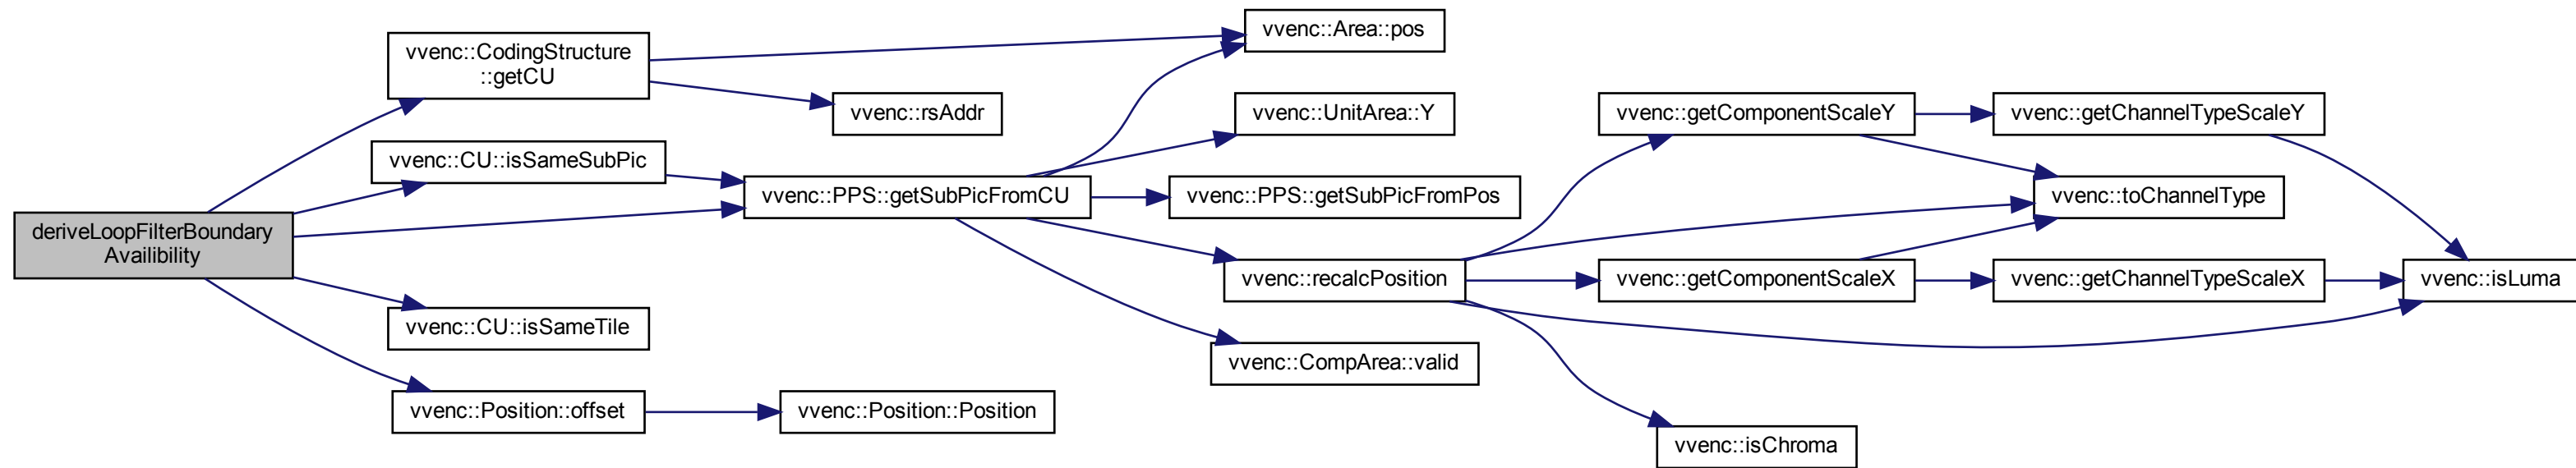 deriveLoopFilterBoundary
Availibility
vvenc::CodingStructure
::getCU
vvenc::CU::isSameSubPic
vvenc::CU::isSameTile
vvenc::Position::offset
vvenc::rsAddr
vvenc::PPS::getSubPicFromCU
vvenc::Position::Position
vvenc::Area::pos
vvenc::UnitArea::Y
vvenc::PPS::getSubPicFromPos
vvenc::recalcPosition
vvenc::CompArea::valid
vvenc::getComponentScaleY
vvenc::getComponentScaleX
vvenc::isChroma
vvenc::getChannelTypeScaleY
vvenc::toChannelType
vvenc::getChannelTypeScaleX
vvenc::isLuma